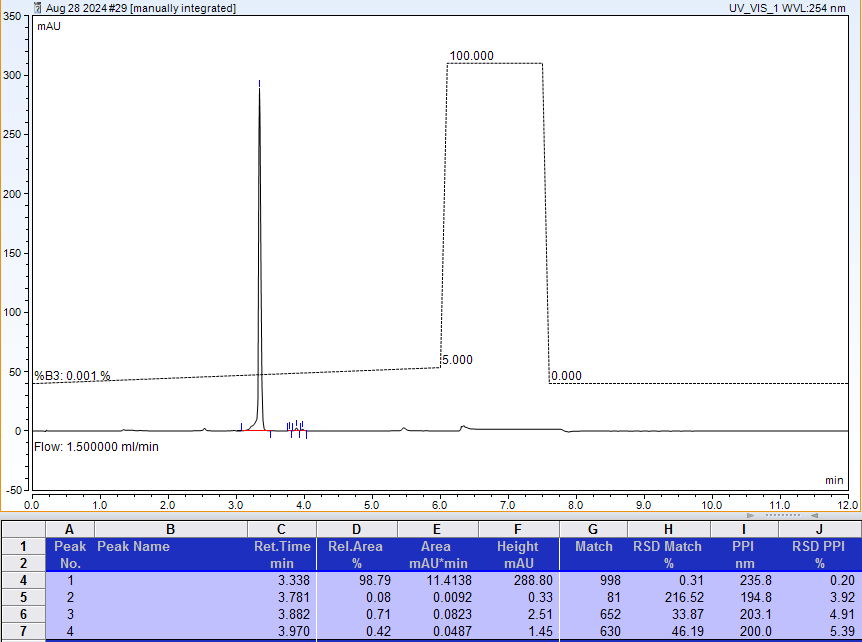 Aug 28 2024 #29 [manually integrated] UV_VIS_1 WVL:254 nm
350
mAU
300
250
200
150
100
50
0
-50
100.000
5.000
%B3: 0.001 %
0.000
Flow: 1.500000 ml/min
min
0.0 1.0 2.0 3.0 4.0 5.0 6.0 7.0 8.0 9.0 10.0 11.0 12.0
A B C D E F G H I J
1 Peak Peak Name Ret.Time Rel.Area Area Height Match RSD Match PPI RSD PPI
2 No. min % mAU*min mAU % nm %
4 1 3.338 98.79 11.4138 288.80 998 0.31 235.8 0.20
5 2 3.781 0.08 0.0092 0.33 81 216.52 194.8 3.92
6 3 3.882 0.71 0.0823 2.51 652 33.87 203.1 4.91
7 4 3.970 0.42 0.0487 1.45 630 46.19 200.0 5.39